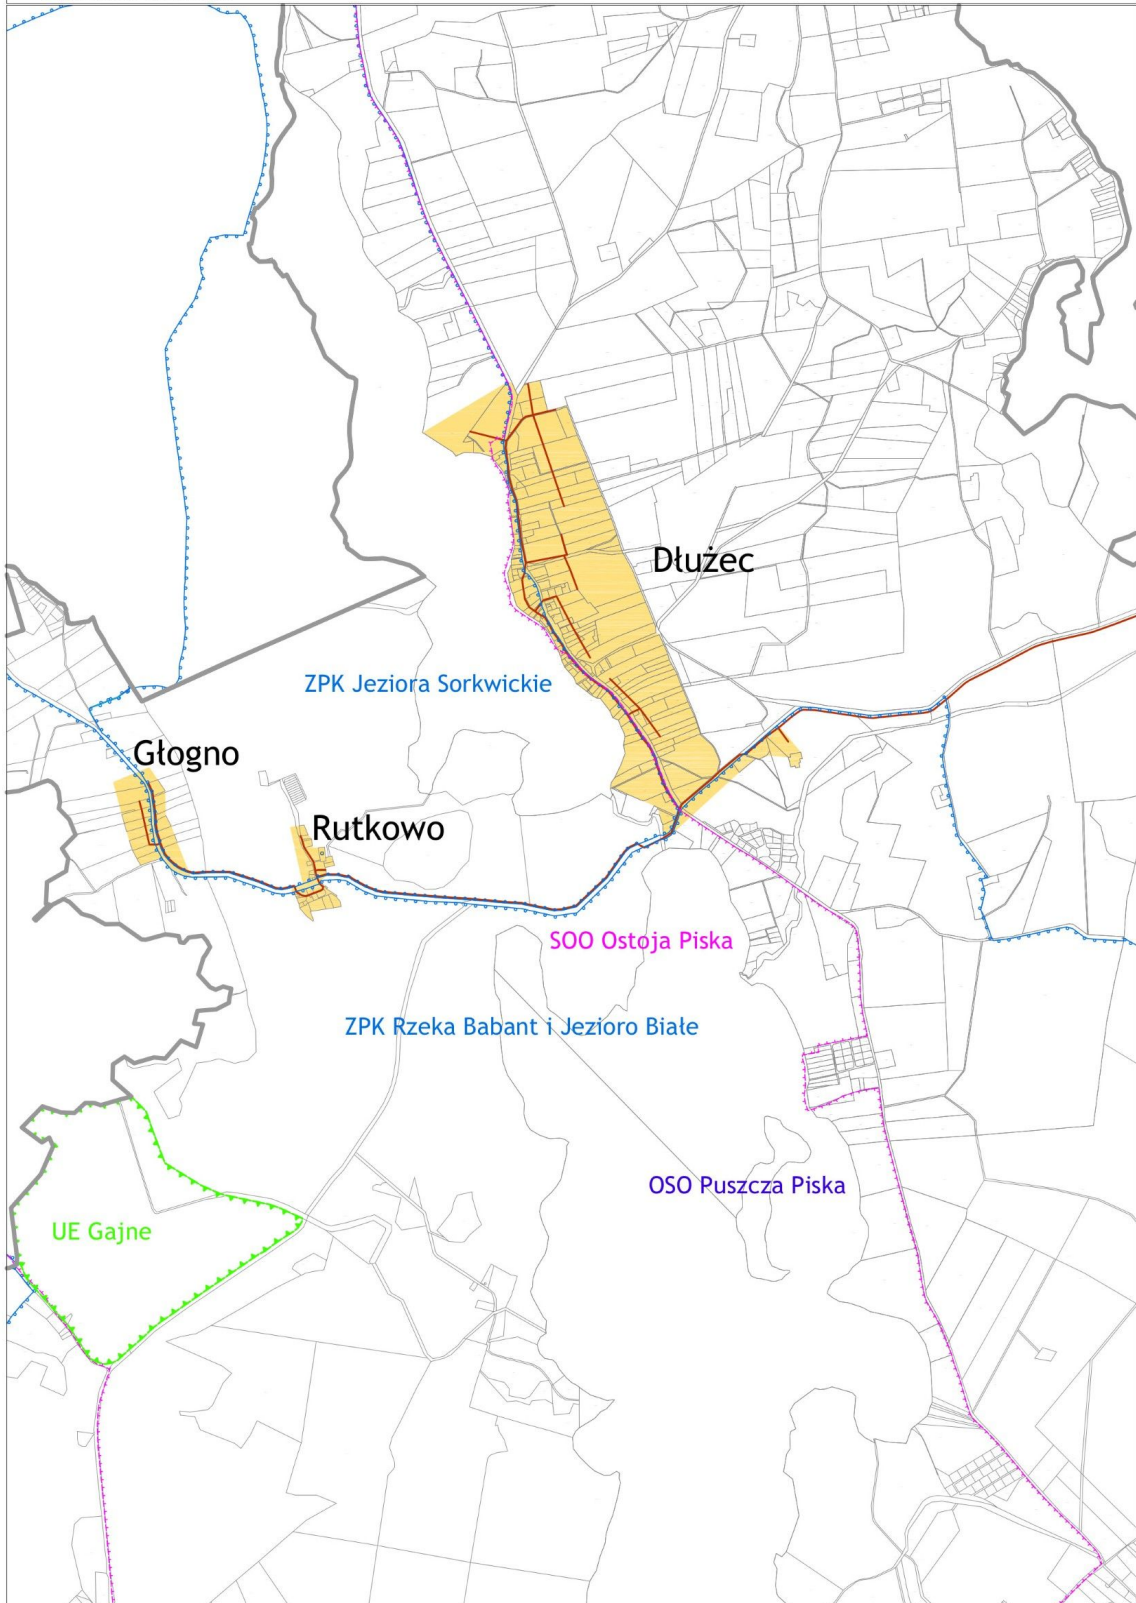 Dłużec
ZPK Jeziora Sorkwickie
Głogno
Rutkowo
SOO Ostoja Piska
ZPK Rzeka Babant i Jezioro Białe
OSO Puszcza Piska
UE Gajne